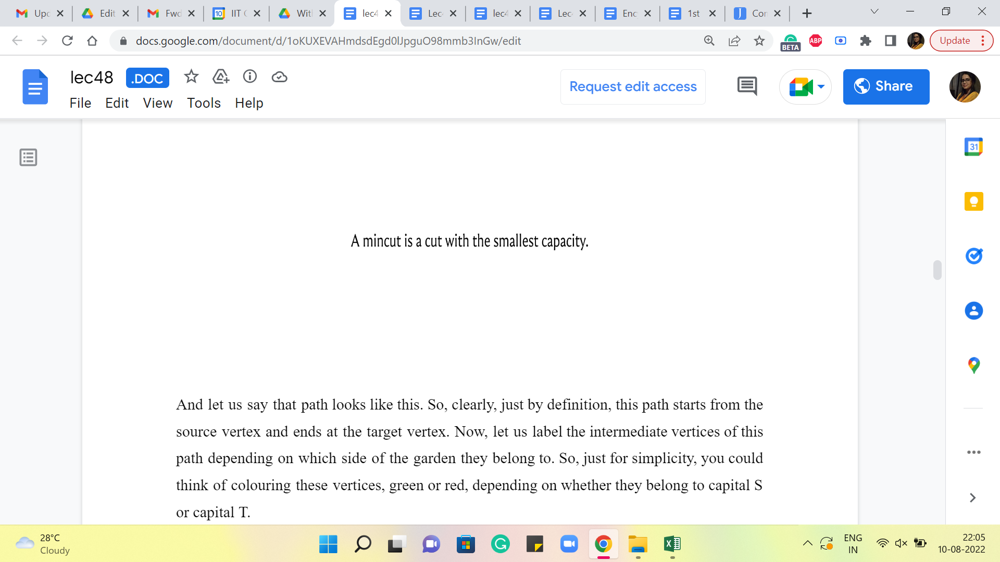 Upc
Edit
Fwd
IIT
Wit
lec4
Lec
lec4
Lec
Enc
1st
Con
docs.google.com/document/d/1oKUXEVAHmdsdEgd0lJpguO98mmb3InGw/edit
BETA
ABP
Update
lec48 .DOC
File Edit View Tools Help
Request edit access
Share
31
A mincut is a cut with the smallest capacity.
And let us say that path looks like this. So, clearly, just by definition, this path starts from the
source vertex and ends at the target vertex. Now, let us label the intermediate vertices of this
path depending on which side of the garden they belong to. So, just for simplicity, you could
think of colouring these vertices, green or red, depending on whether they belong to capital S
or capital T.
28°C
Cloudy
ENG
IN
22:05
10-08-2022